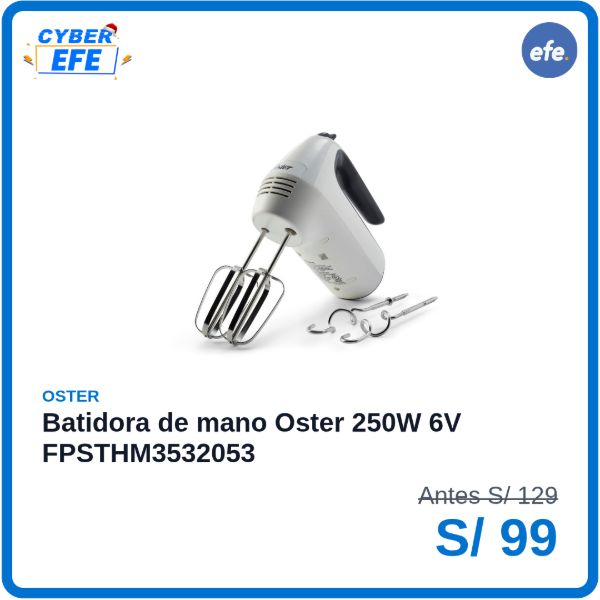 CYBER
EFE
efe.
OSTER
Batidora de mano Oster 250W 6V
FPSTHM3532053
Antes S/ 129
S/ 99